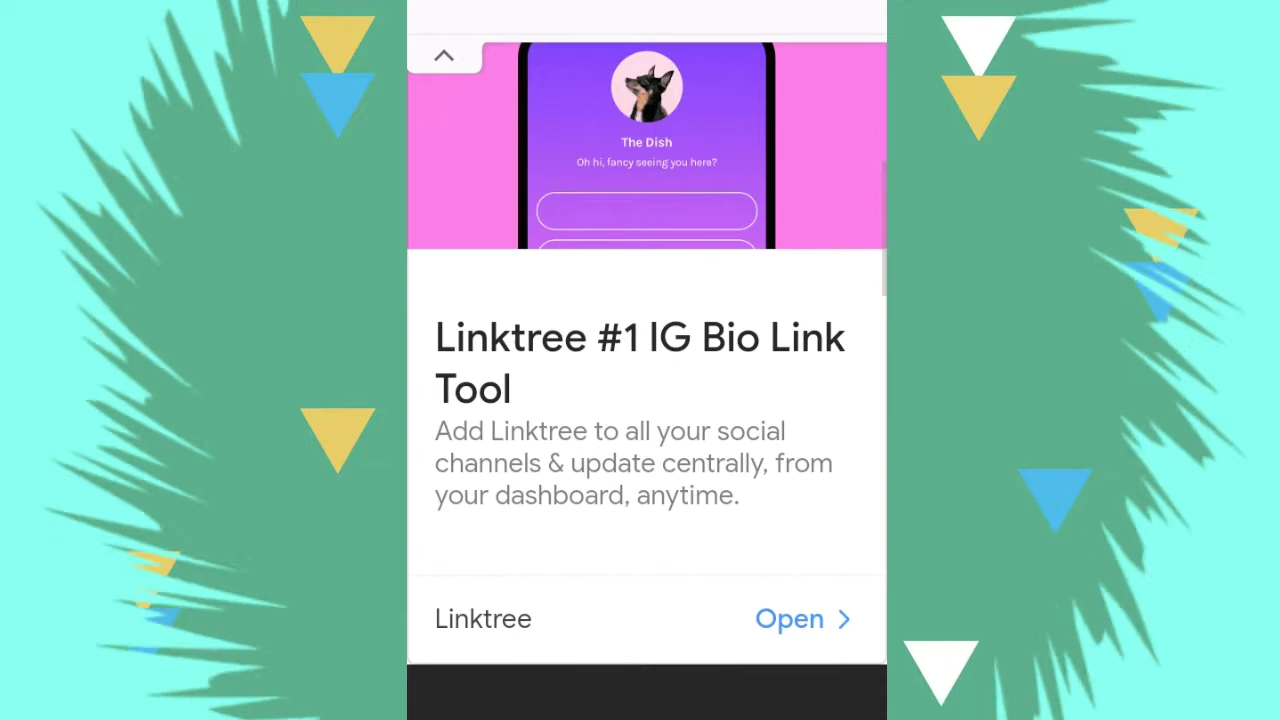 The Dish
Oh hi, fancy seeing you here?
Linktree #1 IG Bio Link
Tool
Add Linktree to all your social
channels & update centrally, from
your dashboard, anytime.
Linktree
Open